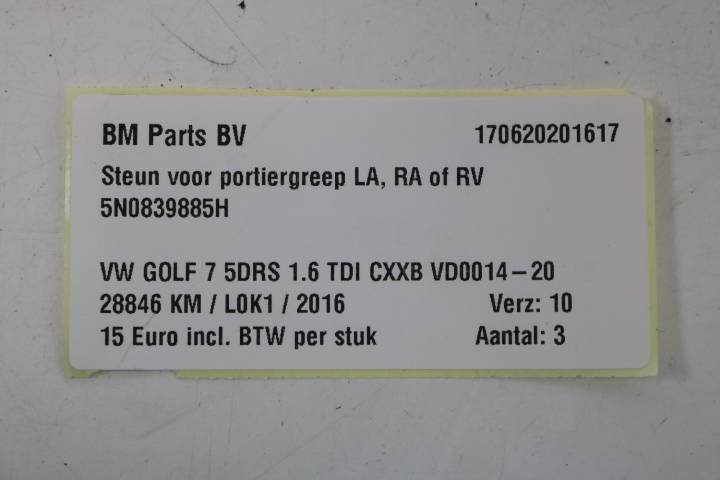 BM Parts BV 170620201617
Steun voor portiergreep LA, RA of RV
5N0839885H
VW GOLF 7 5DRS 1.6 TDI CXXB VD0014-20
28846 KM / L0K1 / 2016 Verz: 10
15 Euro incl. BTW per stuk Aantal: 3